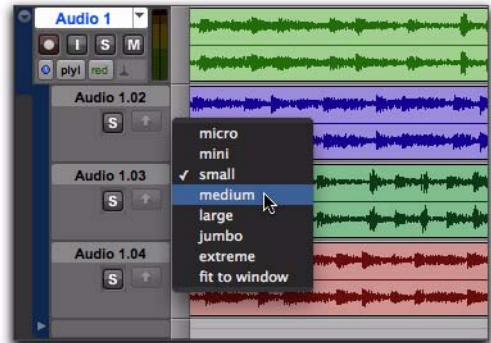 Audio 1
I S M
plyl red
Audio 1.02
S
micro
mini
✓ small
Audio 1.03
medium
S
large
jumbo
Audio 1.04
extreme
S
fit to window